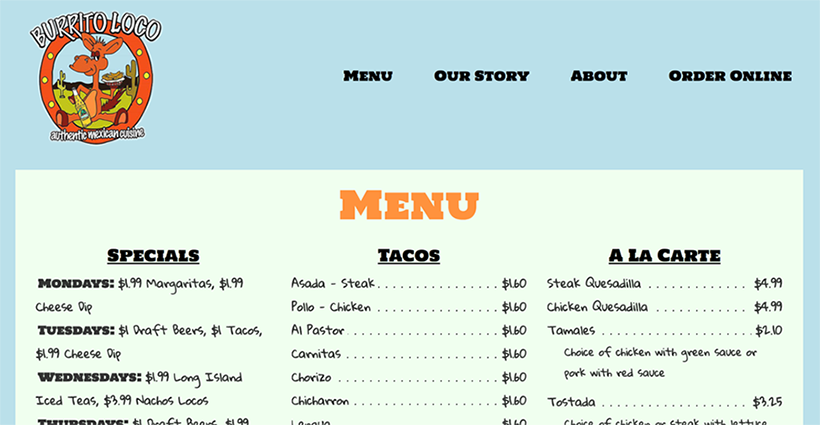 BURRITO LOCO
authentic mexican cuisine
Menu
Our Story
About
Order Online
Menu
Specials
Mondays: $1.99 Margaritas, $1.99
Cheese Dip
Tuesdays: $1 Draft Beers, $1 Tacos,
$1.99 Cheese Dip
Wednesdays: $1.99 Long Island
Iced Teas, $3.99 Nachos Locos
Thursdays: $1 Draft Beers, $1.99
Tacos
Asada - Steak . . . . . . . . . . . . . . . . . $1.60
Pollo - Chicken . . . . . . . . . . . . . . . . . $1.60
Al Pastor . . . . . . . . . . . . . . . . . . . . . $1.60
Carnitas . . . . . . . . . . . . . . . . . . . . . $1.60
Chorizo . . . . . . . . . . . . . . . . . . . . . . $1.60
Chicharron . . . . . . . . . . . . . . . . . . . . $1.60
Lengua . . . . . . . . . . . . . . . . . . . . . . $1.60
A La Carte
Steak Quesadilla . . . . . . . . . . . . . . . $4.99
Chicken Quesadilla . . . . . . . . . . . . . . $4.99
Tamales . . . . . . . . . . . . . . . . . . . . . $2.10
Choice of chicken with green sauce or
pork with red sauce
Tostada . . . . . . . . . . . . . . . . . . . . . $3.25
Choice of chicken or steak with lettuce